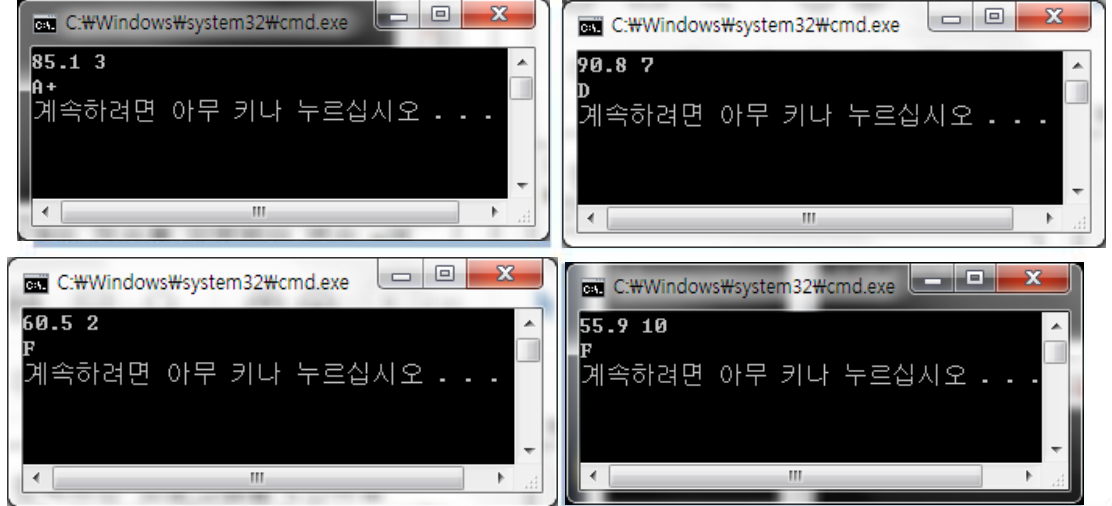 C:₩Windows₩system32₩cmd.exe
85.1 3
A+
계속하려면 아무 키나 누르십시오 . . .
C:₩Windows₩system32₩cmd.exe
90.8 7
D
계속하려면 아무 키나 누르십시오 . . .
C:₩Windows₩system32₩cmd.exe
60.5 2
F
계속하려면 아무 키나 누르십시오 . . .
C:₩Windows₩system32₩cmd.exe
55.9 10
F
계속하려면 아무 키나 누르십시오 . . .